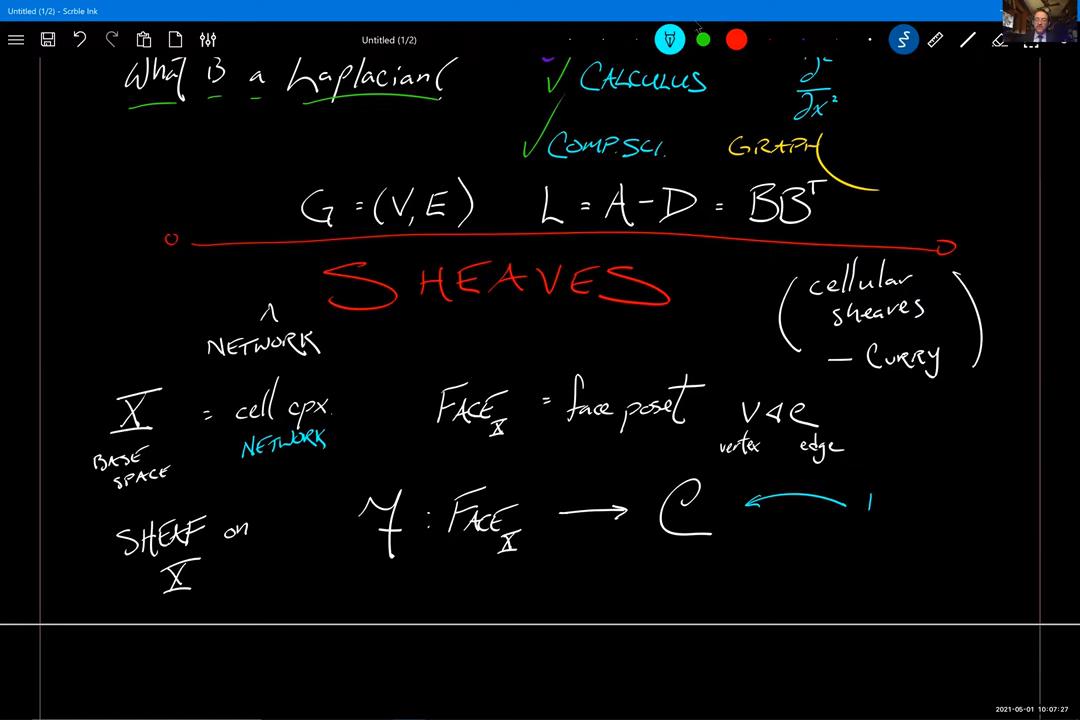 Untitled (1/2) - Scrble Ink
Untitled (1/2)
What is a Laplacian?
✓ CALCULUS ∂²/∂x²
✓ COMP. SCI. GRAPH
G = (V, E) L = A - D = BBᵀ
SHEAVES
^
NETWORK
(cellular
sheaves
— CURRY)
X = cell cpx. FACE_X = face poset v ⊲ e
BASE SPACE
NETWORK
vertex edge
SHEAF on X
F : FACE_X → C ←
2021-05-01 10:07:27